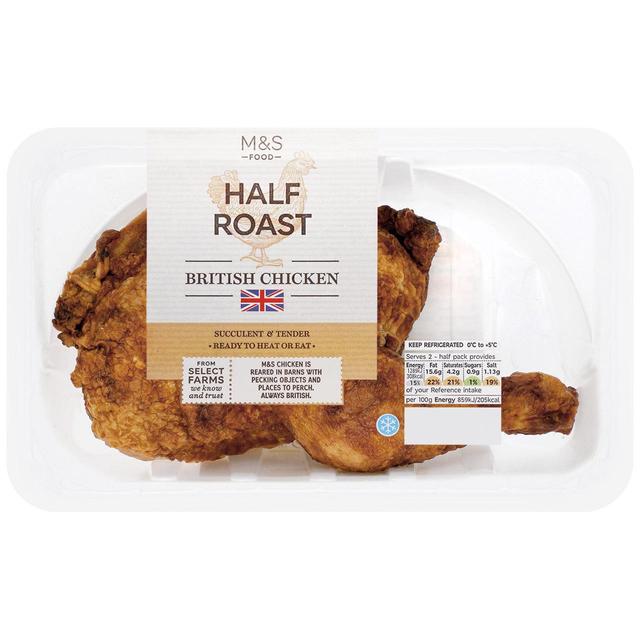 M&S
—FOOD—
HALF
ROAST
BRITISH CHICKEN
SUCCULENT & TENDER
• READY TO HEAT OR EAT •
FROM
SELECT
FARMS
we know
and trust
M&S CHICKEN IS
REARED IN BARNS WITH
PECKING OBJECTS AND
PLACES TO PERCH.
ALWAYS BRITISH.
KEEP REFRIGERATED 0°C to +5°C
Serves 2 - half pack provides
Energy Fat Saturates Sugars Salt
1289kJ 15.6g 4.2g 0.9g 1.13g
308kcal
15% 22% 21% 1% 19%
of your Reference intake
per 100g Energy 859kJ/205kcal